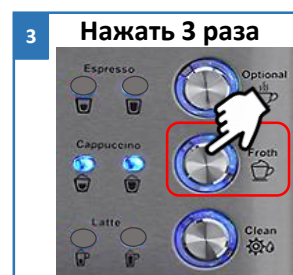 3
Нажать 3 раза
Espresso
Optional
Cappuccino
Froth
Latte
Clean